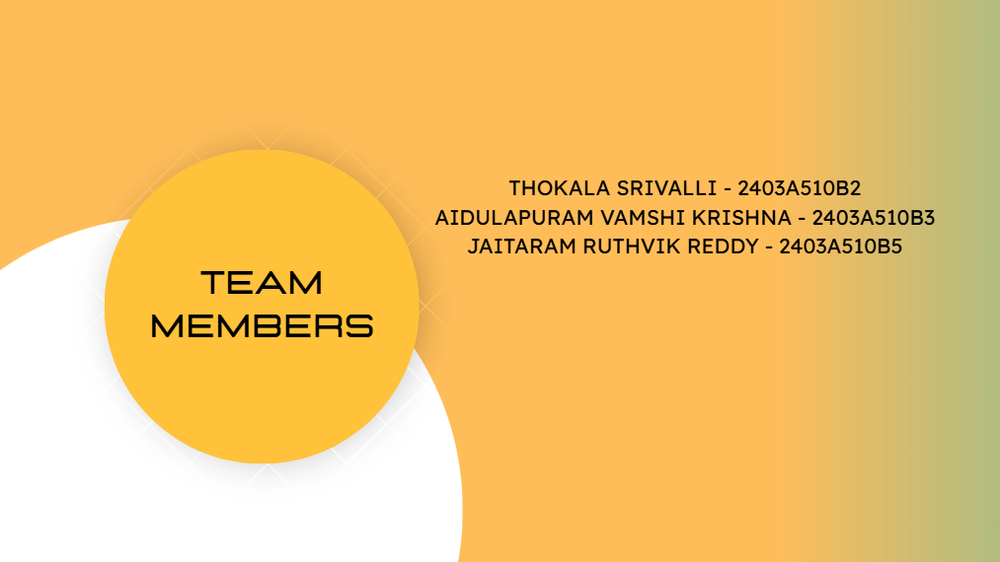 TEAM
MEMBERS
THOKALA SRIVALLI - 2403A510B2
AIDULAPURAM VAMSHI KRISHNA - 2403A510B3
JAITARAM RUTHVIK REDDY - 2403A510B5